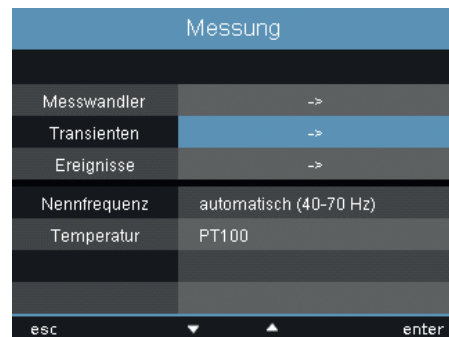 Messung
Messwandler ->
Transienten ->
Ereignisse ->
Nennfrequenz automatisch (40-70 Hz)
Temperatur PT100
esc enter